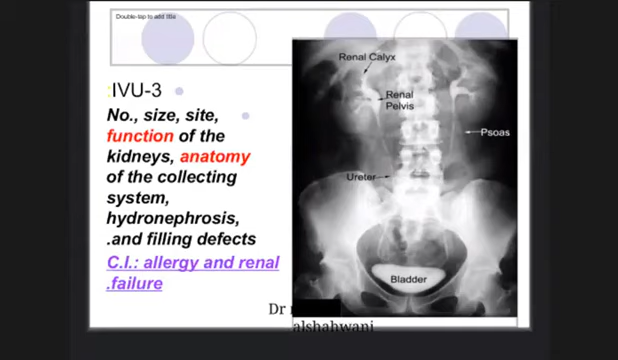 Double-tap to add title
:IVU-3
No., size, site,
function of the
kidneys, anatomy
of the collecting
system,
hydronephrosis,
.and filling defects
C.I.: allergy and renal
.failure
Renal Calyx
Renal
Pelvis
Psoas
Ureter
Bladder
Dr
alshahwani